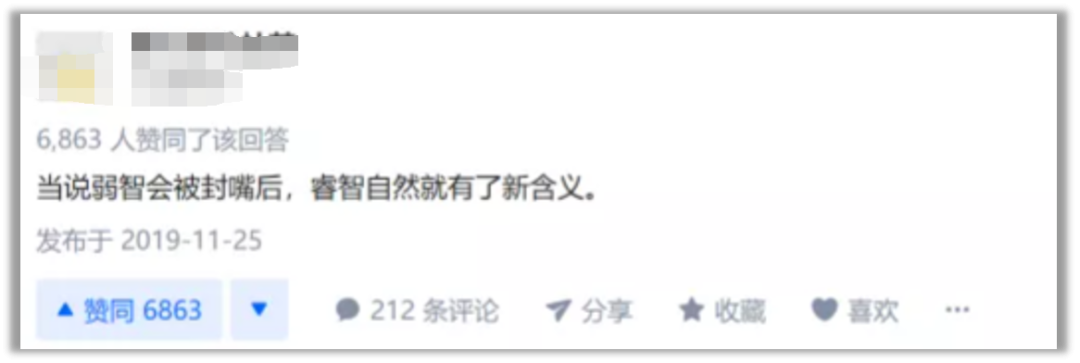 6,863 人赞同了该回答
当说弱智会被封嘴后，睿智自然就有了新含义。
发布于 2019-11-25
赞同 6863 212 条评论 分享 收藏 喜欢 ...